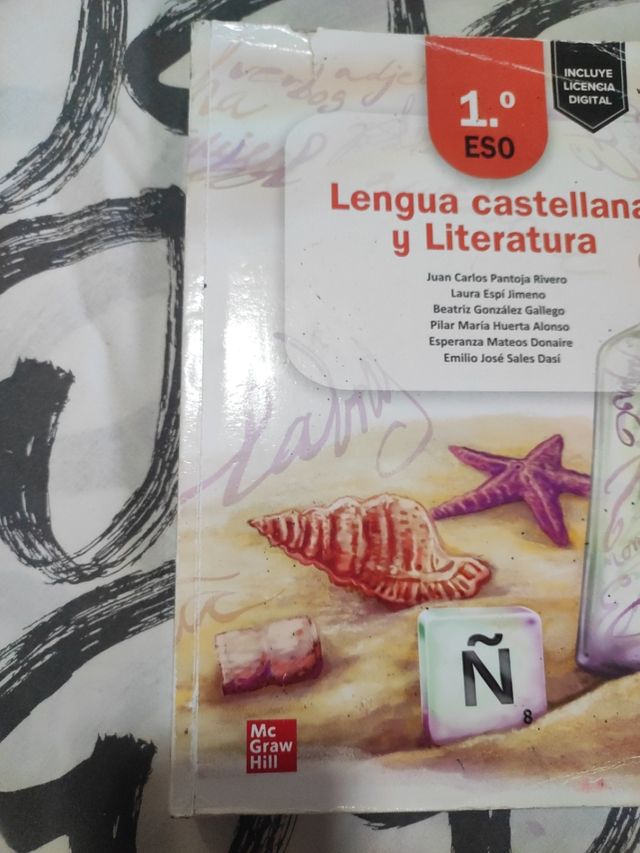 1.º
ESO
INCLUYE
LICENCIA
DIGITAL
Lengua castellana
y Literatura
Juan Carlos Pantoja Rivero
Laura Espí Jimeno
Beatriz González Gallego
Pilar María Huerta Alonso
Esperanza Mateos Donaire
Emilio José Sales Dasí
Ñ
8
Mc
Graw
Hill